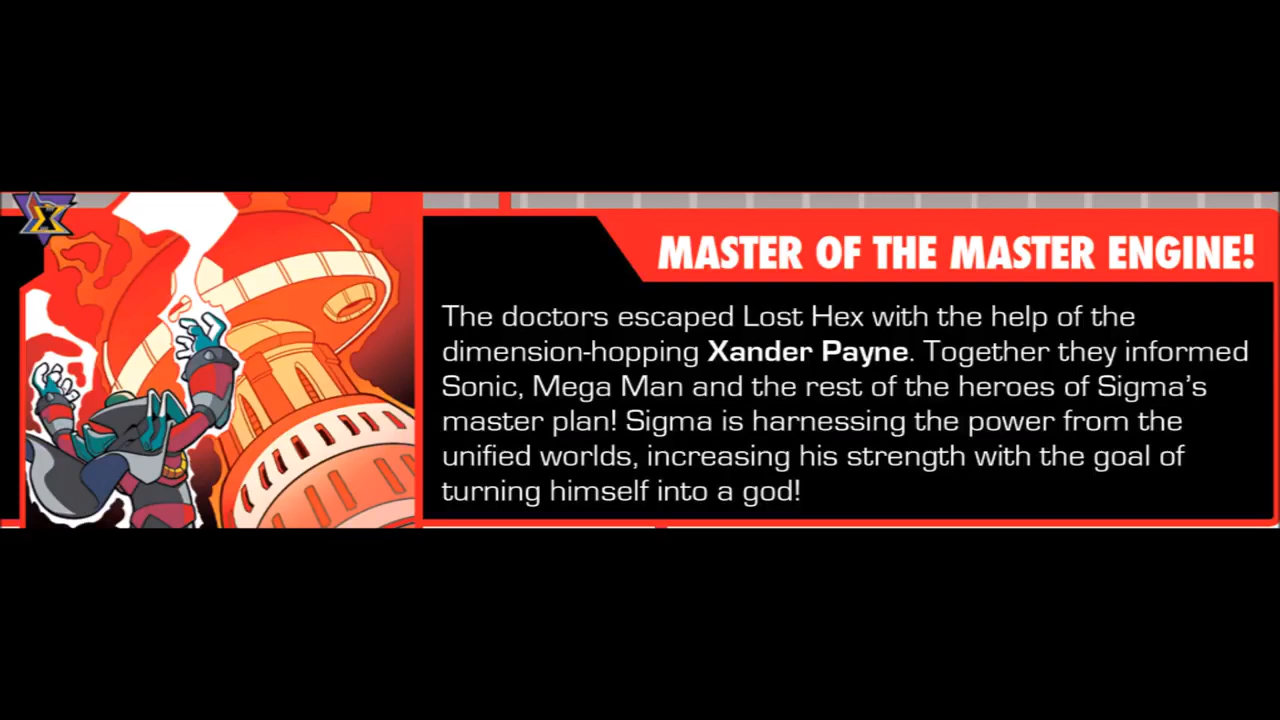 X
MASTER OF THE MASTER ENGINE!
The doctors escaped Lost Hex with the help of the
dimension-hopping Xander Payne. Together they informed
Sonic, Mega Man and the rest of the heroes of Sigma's
master plan! Sigma is harnessing the power from the
unified worlds, increasing his strength with the goal of
turning himself into a god!